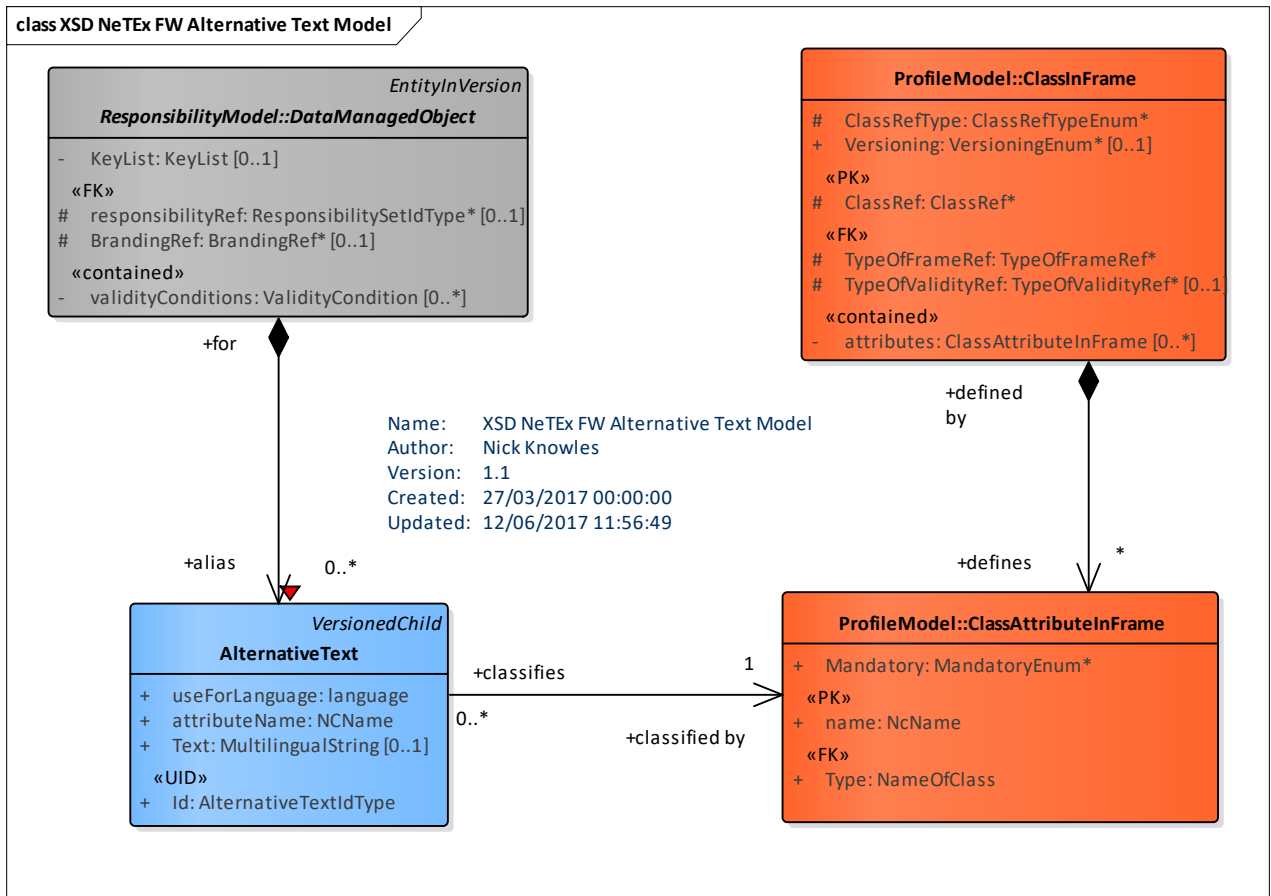 class XSD NeTEx FW Alternative Text Model
EntityInVersion
ResponsibilityModel::DataManagedObject
- KeyList: KeyList [0..1]
«FK»
# responsibilityRef: ResponsibilitySetIdType* [0..1]
# BrandingRef: BrandingRef* [0..1]
«contained»
- validityConditions: ValidityCondition [0..*]
ProfileModel::ClassInFrame
# ClassRefType: ClassRefTypeEnum*
+ Versioning: VersioningEnum* [0..1]
«PK»
# ClassRef: ClassRef*
«FK»
# TypeOfFrameRef: TypeOfFrameRef*
# TypeOfValidityRef: TypeOfValidityRef* [0..1]
«contained»
- attributes: ClassAttributeInFrame [0..*]
+for
+defined
by
Name: XSD NeTEx FW Alternative Text Model
Author: Nick Knowles
Version: 1.1
Created: 27/03/2017 00:00:00
Updated: 12/06/2017 11:56:49
+alias
0..*
+defines
*
VersionedChild
AlternativeText
+ useForLanguage: language
+ attributeName: NCName
+ Text: MultilingualString [0..1]
«UID»
+ Id: AlternativeTextIdType
+classifies
0..*
1
+classified by
ProfileModel::ClassAttributeInFrame
+ Mandatory: MandatoryEnum*
«PK»
+ name: NcName
«FK»
+ Type: NameOfClass